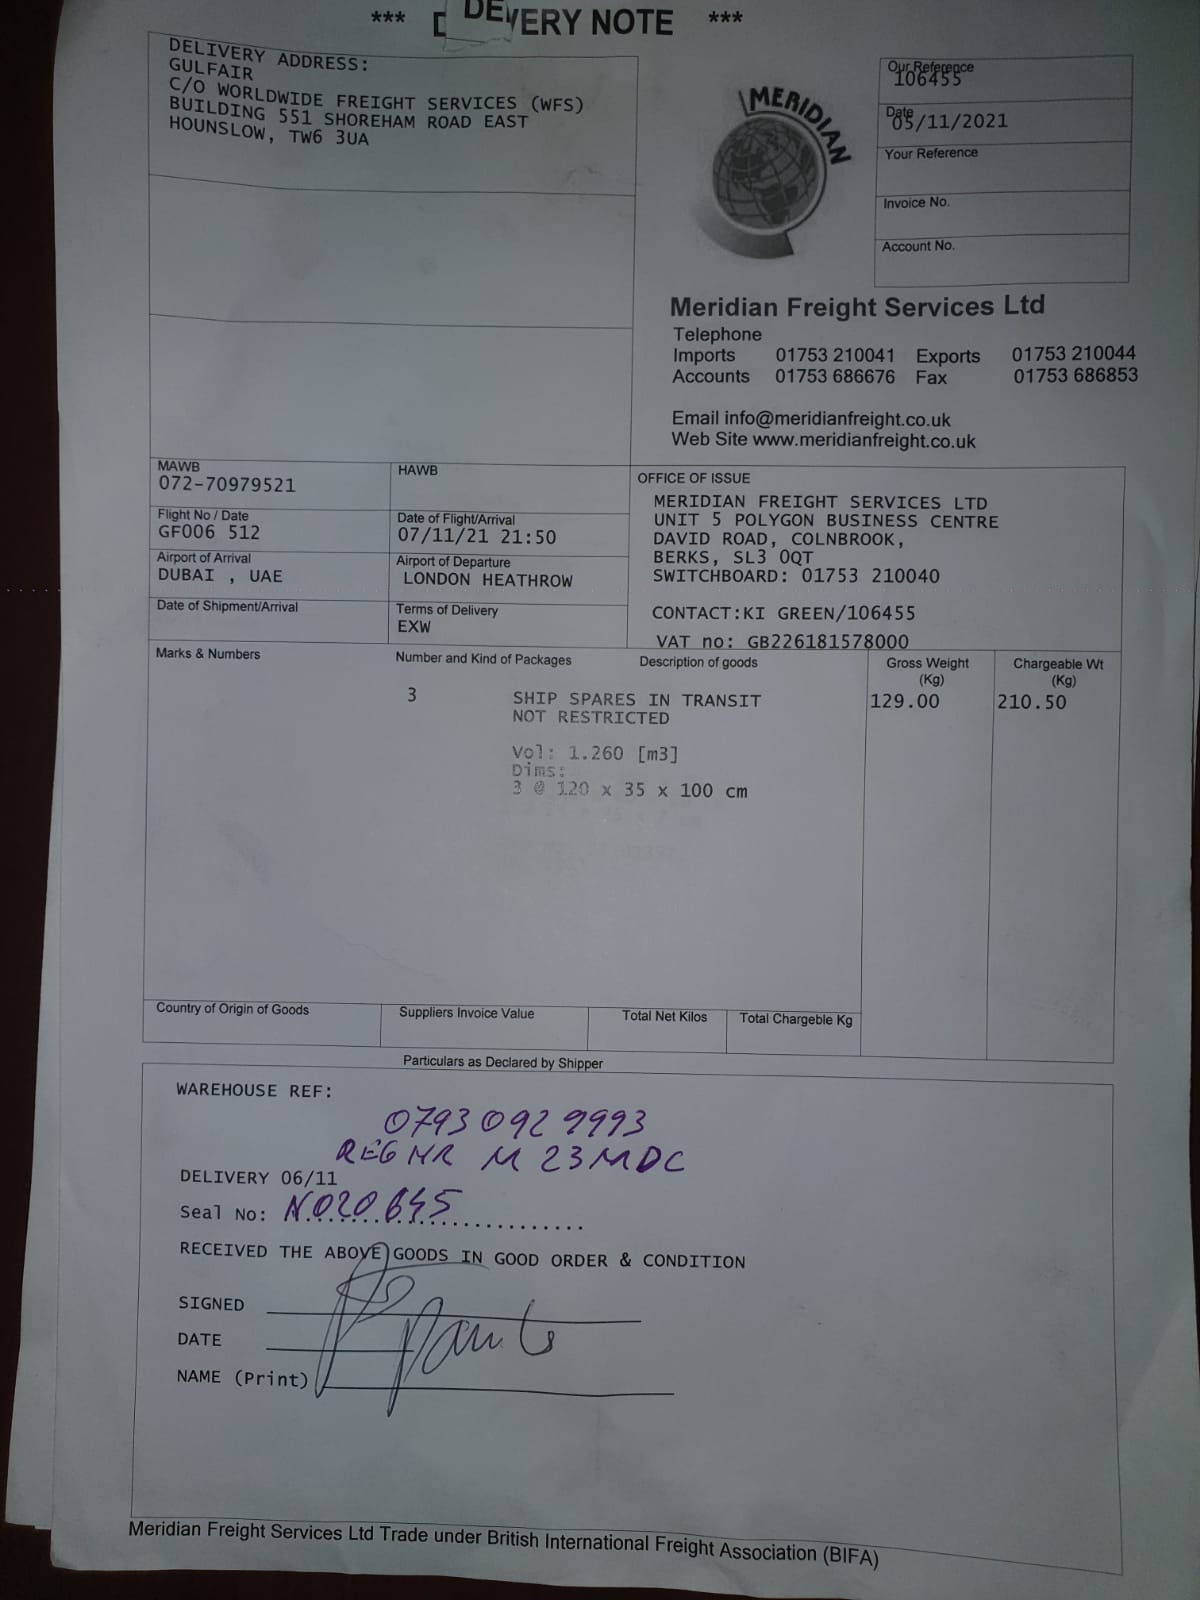 *** DELIVERY NOTE ***
DELIVERY ADDRESS:
GULFAIR
C/O WORLDWIDE FREIGHT SERVICES (WFS)
BUILDING 551 SHOREHAM ROAD EAST
HOUNSLOW, TW6 3UA
MERIDIAN
Our Reference
106455
Date
05/11/2021
Your Reference
Invoice No.
Account No.
Meridian Freight Services Ltd
Telephone
Imports 01753 210041 Exports 01753 210044
Accounts 01753 686676 Fax 01753 686853
Email info@meridianfreight.co.uk
Web Site www.meridianfreight.co.uk
MAWB
072-70979521
HAWB
Flight No / Date
GF006 512
Date of Flight/Arrival
07/11/21 21:50
Airport of Arrival
DUBAI , UAE
Airport of Departure
LONDON HEATHROW
Date of Shipment/Arrival
Terms of Delivery
EXW
OFFICE OF ISSUE
MERIDIAN FREIGHT SERVICES LTD
UNIT 5 POLYGON BUSINESS CENTRE
DAVID ROAD, COLNBROOK,
BERKS, SL3 0QT
SWITCHBOARD: 01753 210040
CONTACT:KI GREEN/106455
VAT no: GB226181578000
Marks & Numbers
Number and Kind of Packages
Description of goods
Gross Weight
(Kg)
Chargeable Wt
(Kg)
3 SHIP SPARES IN TRANSIT 129.00 210.50
NOT RESTRICTED
Vol: 1.260 [m3]
Dims:
3 @ 120 x 35 x 100 cm
Country of Origin of Goods
Suppliers Invoice Value
Total Net Kilos
Total Chargeble Kg
Particulars as Declared by Shipper
WAREHOUSE REF:
0793 092 9993
REG NR M23MDC
DELIVERY 06/11
Seal No: N020645
RECEIVED THE ABOVE GOODS IN GOOD ORDER & CONDITION
SIGNED
DATE
NAME (Print)
Meridian Freight Services Ltd Trade under British International Freight Association (BIFA)